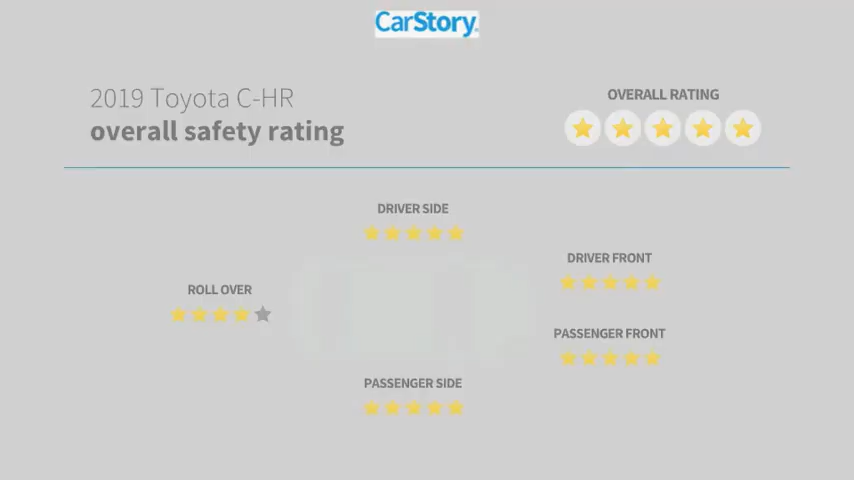 CarStory
2019 Toyota C-HR
overall safety rating
OVERALL RATING
DRIVER SIDE
DRIVER FRONT
ROLL OVER
PASSENGER FRONT
PASSENGER SIDE